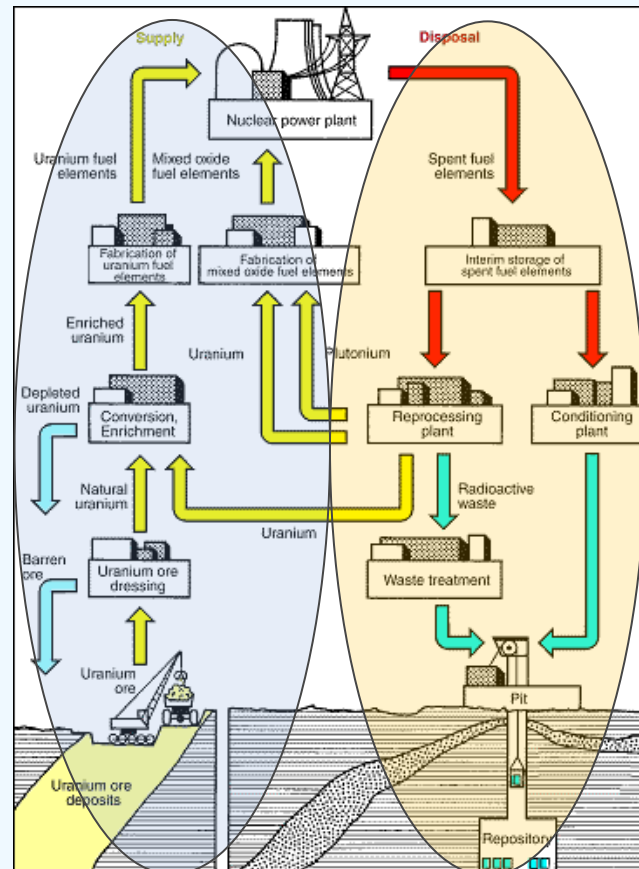 Supply
Disposal
Nuclear power plant
Uranium fuel
elements
Mixed oxide
fuel elements
Spent fuel
elements
Fabrication of
uranium fuel
elements
Fabrication of
mixed oxide fuel elements
Interim storage of
spent fuel elements
Enriched
uranium
Uranium
Plutonium
Depleted
uranium
Conversion,
Enrichment
Reprocessing
plant
Conditioning
plant
Natural
uranium
Radioactive
waste
Uranium
Barren
ore
Uranium ore
dressing
Waste treatment
Uranium
ore
Pit
Uranium ore
deposits
Repository